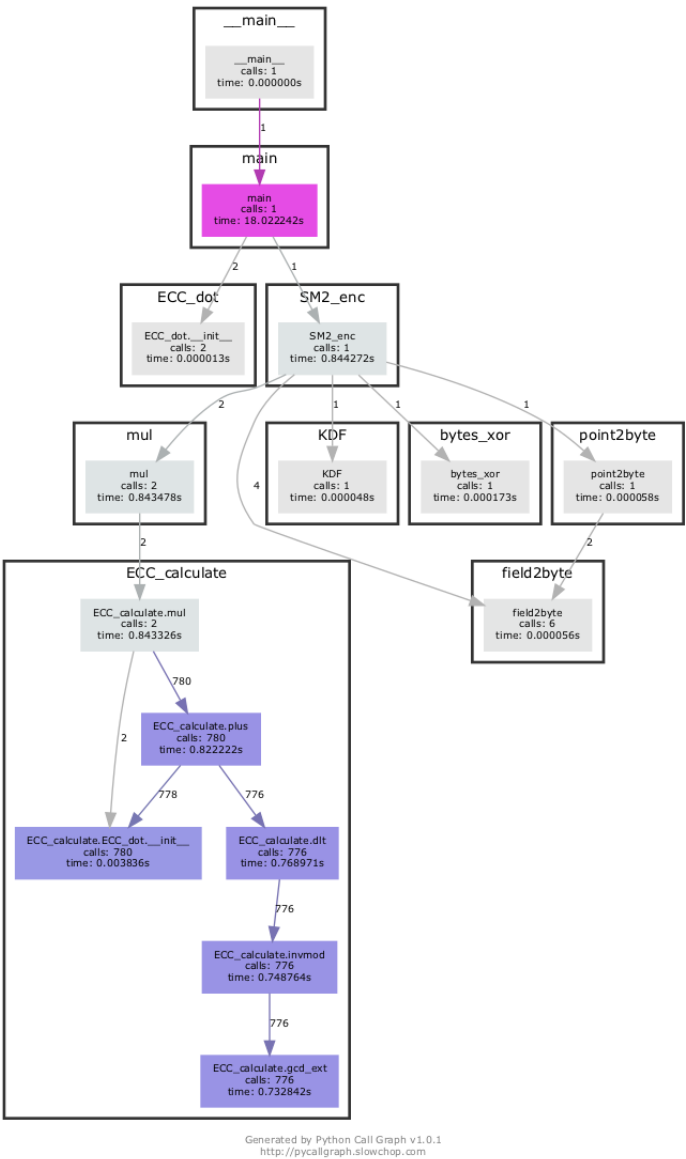 __main__
__main__
calls: 1
time: 0.000000s
1
main
main
calls: 1
time: 18.022242s
2
1
ECC_dot
ECC_dot.__init__
calls: 2
time: 0.000013s
SM2_enc
SM2_enc
calls: 1
time: 0.844272s
2
1
1
1
4
mul
mul
calls: 2
time: 0.843478s
KDF
KDF
calls: 1
time: 0.000048s
bytes_xor
bytes_xor
calls: 1
time: 0.000173s
point2byte
point2byte
calls: 1
time: 0.000058s
2
2
ECC_calculate
ECC_calculate.mul
calls: 2
time: 0.843326s
field2byte
field2byte
calls: 6
time: 0.000056s
780
2
ECC_calculate.plus
calls: 780
time: 0.822222s
778
776
ECC_calculate.ECC_dot.__init__
calls: 780
time: 0.003836s
ECC_calculate.dlt
calls: 776
time: 0.768971s
776
ECC_calculate.invmod
calls: 776
time: 0.748764s
776
ECC_calculate.gcd_ext
calls: 776
time: 0.732842s
Generated by Python Call Graph v1.0.1
http://pycallgraph.slowchop.com